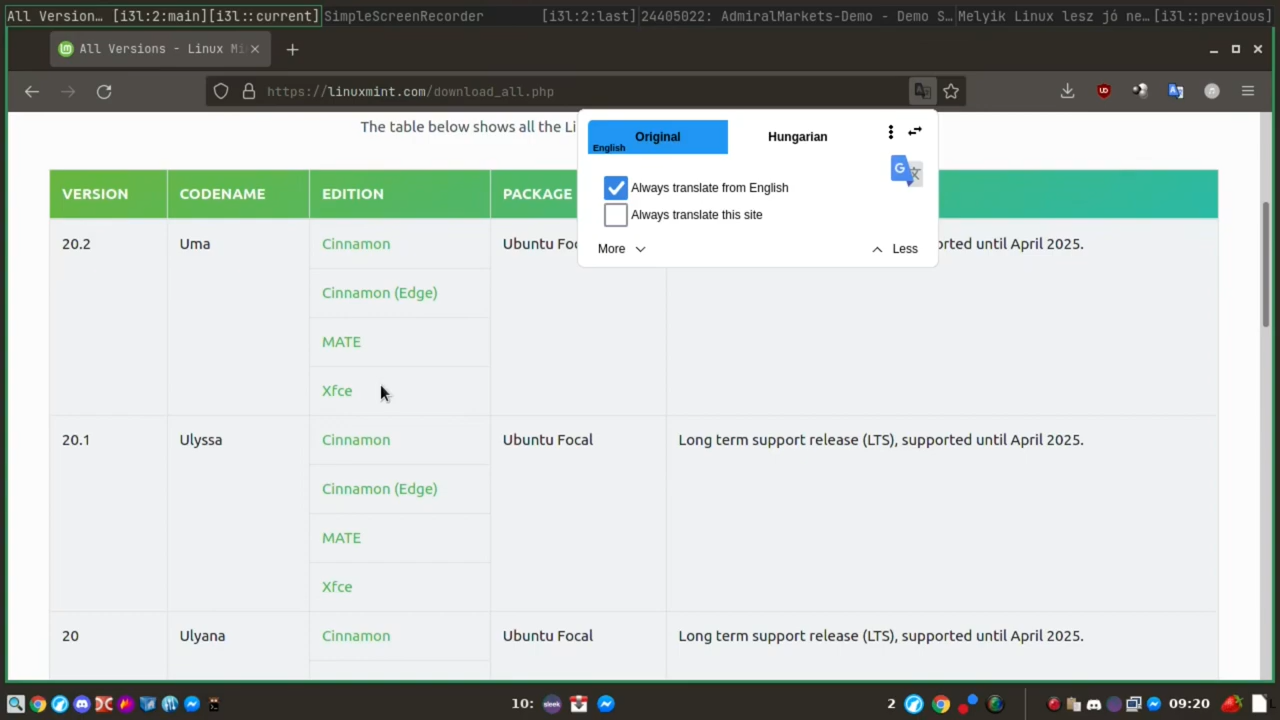 All Version… [i3l:2:main][i3l::current] SimpleScreenRecorder [i3l:2:last] 24405022: AdmiralMarkets-Demo - Demo S… Melyik Linux lesz jó ne… [i3l::previous]
All Versions - Linux Mi
https://linuxmint.com/download_all.php
The table below shows all the Li
Original
English
Hungarian
Always translate from English
Always translate this site
More
Less
VERSION CODENAME EDITION PACKAGE
20.2 Uma Cinnamon Ubuntu Foc orted until April 2025.
Cinnamon (Edge)
MATE
Xfce
20.1 Ulyssa Cinnamon Ubuntu Focal Long term support release (LTS), supported until April 2025.
Cinnamon (Edge)
MATE
Xfce
20 Ulyana Cinnamon Ubuntu Focal Long term support release (LTS), supported until April 2025.
10: 2 09:20